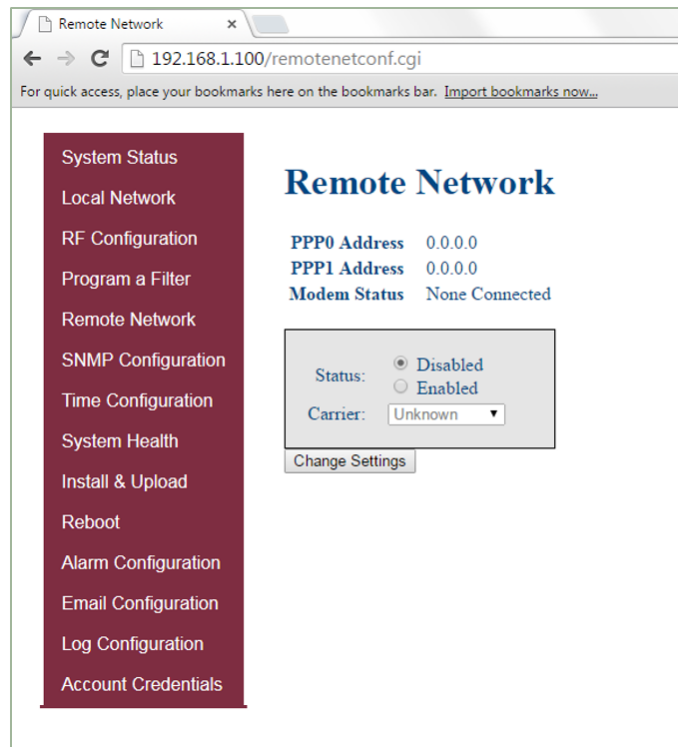 Remote Network
192.168.1.100/remotenetconf.cgi
For quick access, place your bookmarks here on the bookmarks bar. Import bookmarks now...
System Status
Local Network
RF Configuration
Program a Filter
Remote Network
SNMP Configuration
Time Configuration
System Health
Install & Upload
Reboot
Alarm Configuration
Email Configuration
Log Configuration
Account Credentials
Remote Network
PPP0 Address 0.0.0.0
PPP1 Address 0.0.0.0
Modem Status None Connected
Status: Disabled
Enabled
Carrier: Unknown
Change Settings